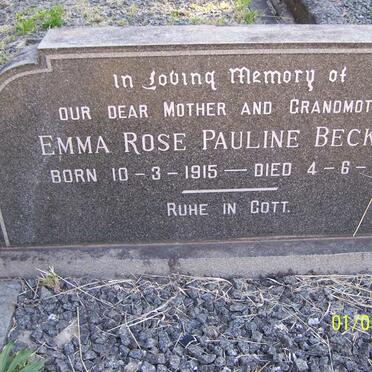 In Loving Memory of
OUR DEAR MOTHER AND GRANDMOT
EMMA ROSE PAULINE BECK
BORN 10-3-1915 — DIED 4-6-
RUHE IN GOTT.
01/0